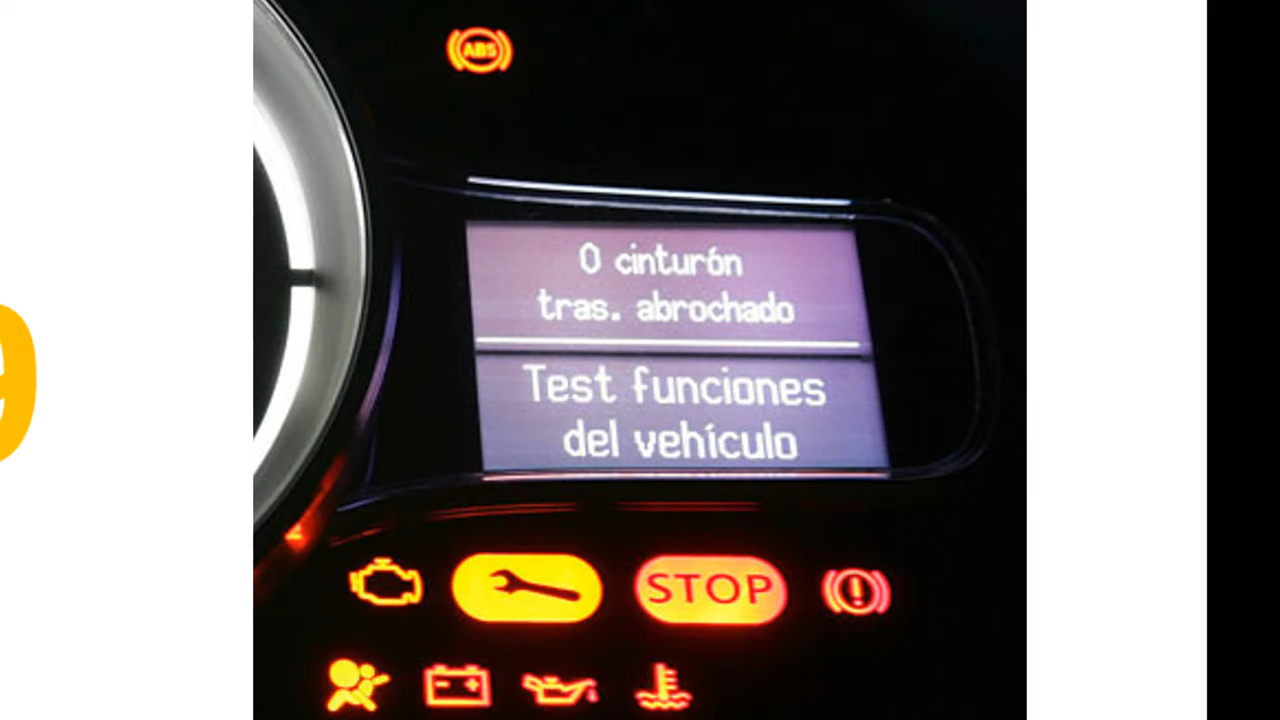 ABS
0 cinturón
tras. abrochado
Test funciones
del vehículo
STOP